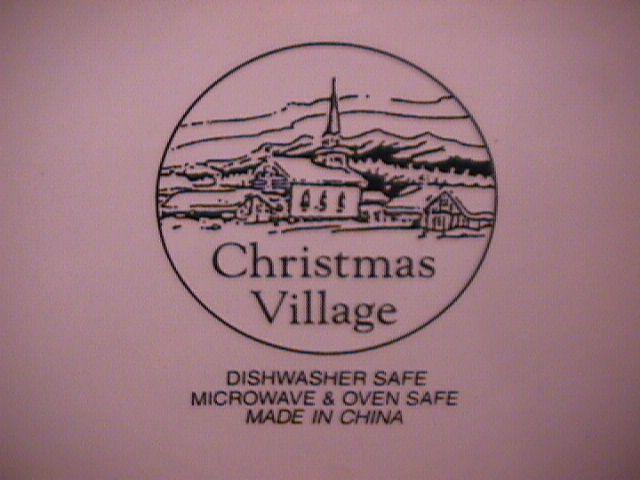 Christmas
Village
DISHWASHER SAFE
MICROWAVE & OVEN SAFE
MADE IN CHINA